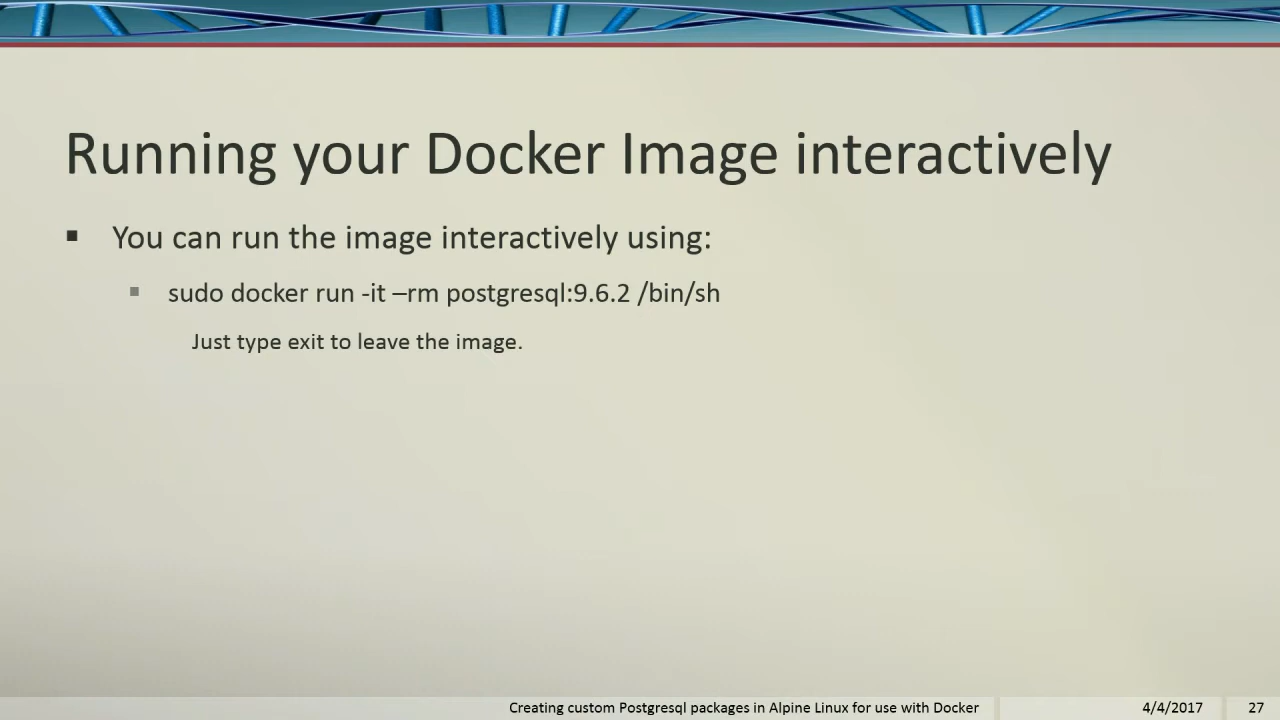 Running your Docker Image interactively
You can run the image interactively using:
sudo docker run -it –rm postgresql:9.6.2 /bin/sh
Just type exit to leave the image.
Creating custom Postgresql packages in Alpine Linux for use with Docker
4/4/2017
27